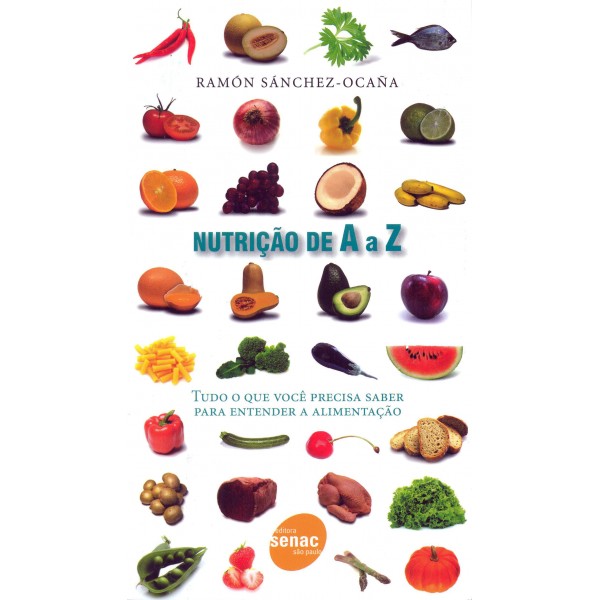 RAMÓN SÁNCHEZ-OCAÑA
NUTRIÇÃO DE A a Z
TUDO O QUE VOCÊ PRECISA SABER
PARA ENTENDER A ALIMENTAÇÃO
editora
senac
são paulo